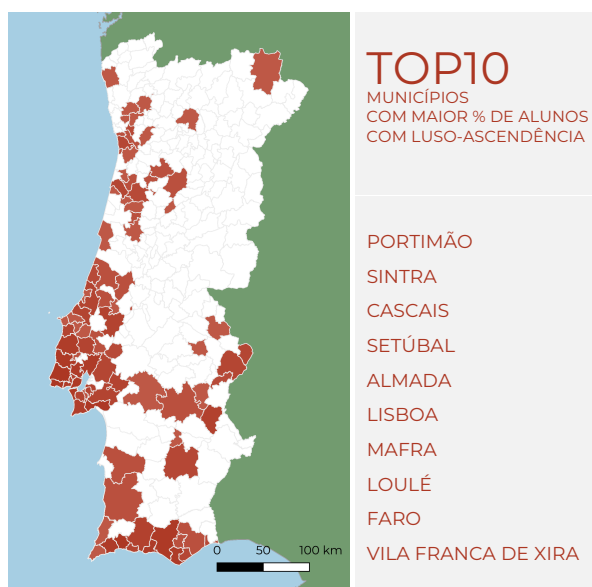 TOP10
MUNICÍPIOS
COM MAIOR % DE ALUNOS
COM LUSO-ASCENDÊNCIA
PORTIMÃO
SINTRA
CASCAIS
SETÚBAL
ALMADA
LISBOA
MAFRA
LOULÉ
FARO
VILA FRANCA DE XIRA
0 50 100 km